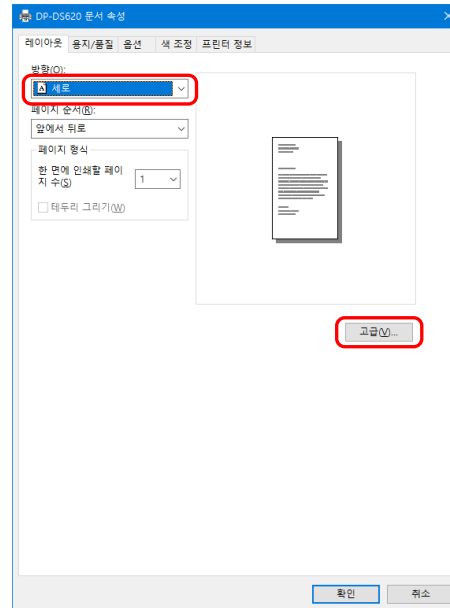 DP-DS620 문서 속성
레이아웃 용지/품질 옵션 색 조정 프린터 정보
방향(O):
세로
페이지 순서(R):
앞에서 뒤로
페이지 형식
한 면에 인쇄할 페이
지 수(S)
1
테두리 그리기(W)
고급(V)...
확인 취소